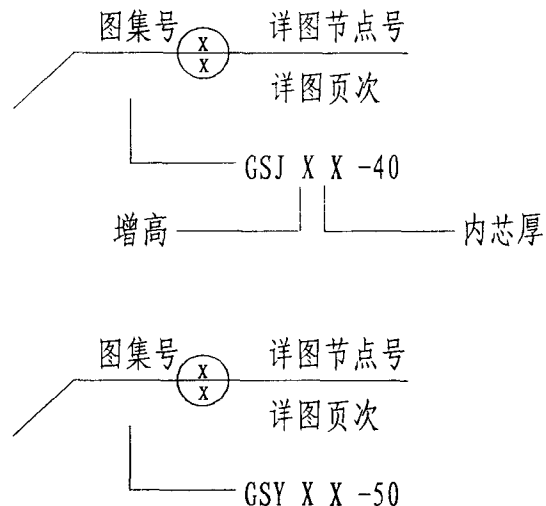 图集号 X 详图节点号
X 详图页次
GSJ X X -40
增高 内芯厚
图集号 X 详图节点号
X 详图页次
GSY X X -50